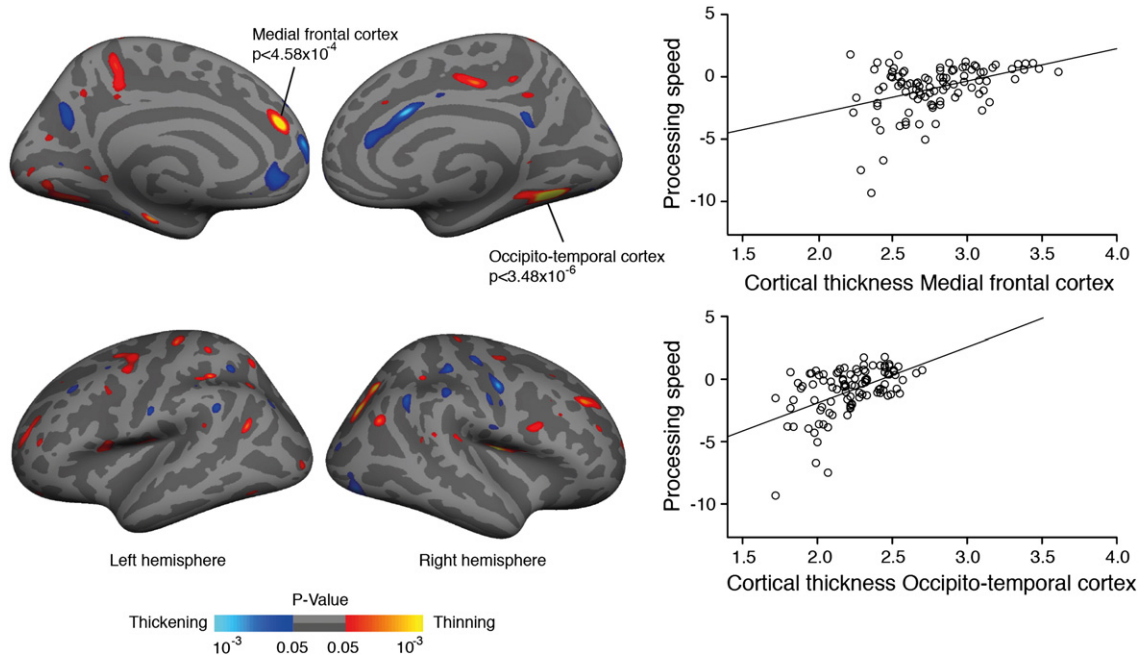 Medial frontal cortex
p<4.58x10-4
Occipito-temporal cortex
p<3.48x10-6
Left hemisphere
Right hemisphere
P-Value
Thickening
Thinning
10-3 0.05 0.05 10-3
Processing speed
5
0
-5
-10
1.5 2.0 2.5 3.0 3.5 4.0
Cortical thickness Medial frontal cortex
Processing speed
5
0
-5
-10
1.5 2.0 2.5 3.0 3.5 4.0
Cortical thickness Occipito-temporal cortex